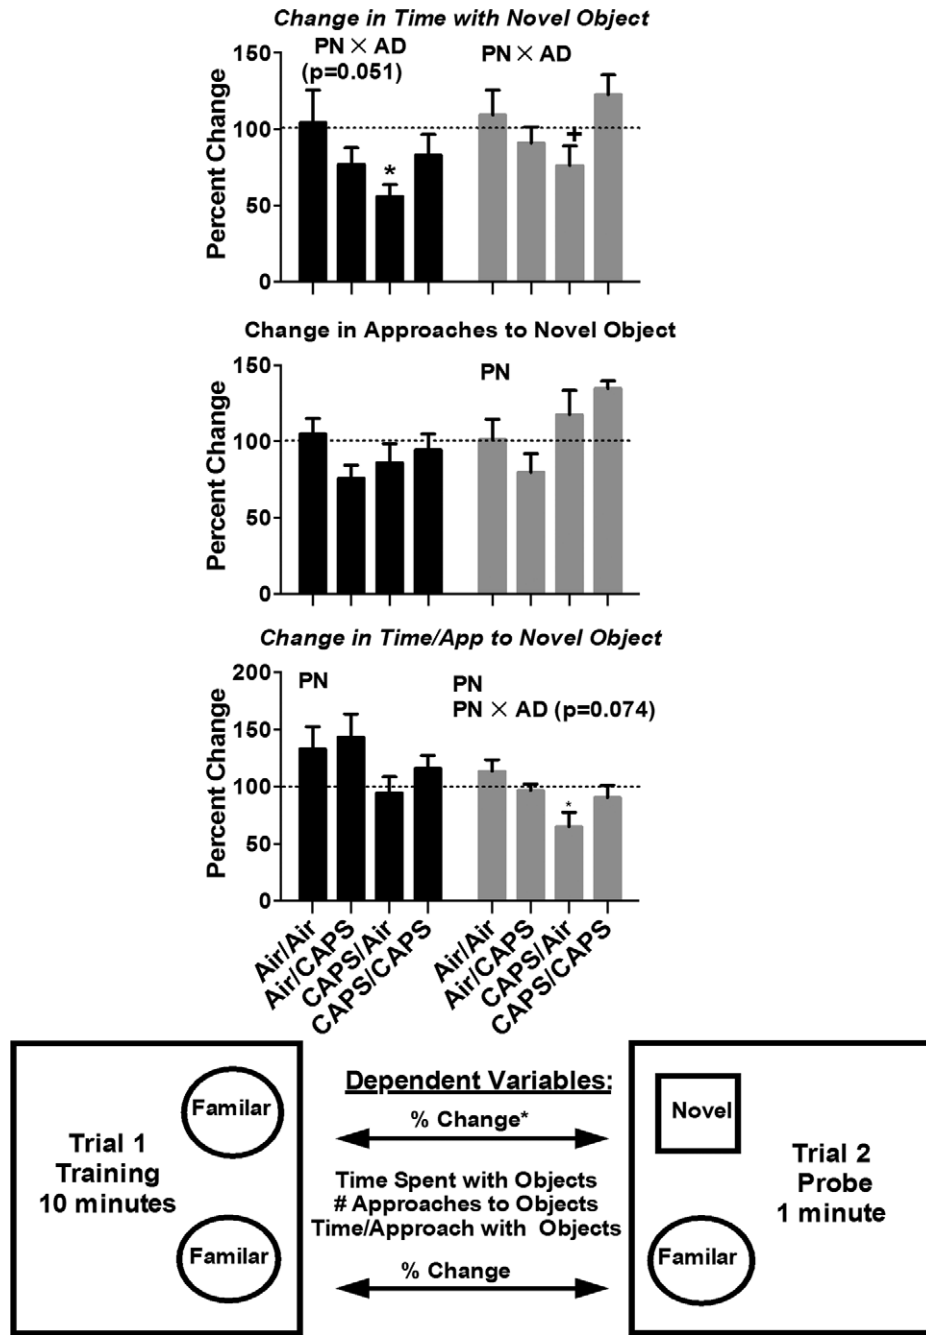 Change in Time with Novel Object
PN × AD
(p=0.051)
PN × AD
Percent Change
150
100
50
0
*
+
Change in Approaches to Novel Object
PN
Percent Change
150
100
50
0
Change in Time/App to Novel Object
PN
PN
PN × AD (p=0.074)
Percent Change
200
150
100
50
0
*
Air/Air
Air/CAPS
CAPS/Air
CAPS/CAPS
Air/Air
Air/CAPS
CAPS/Air
CAPS/CAPS
Trial 1
Training
10 minutes
Familar
Familar
Dependent Variables:
% Change*
Time Spent with Objects
# Approaches to Objects
Time/Approach with Objects
% Change
Novel
Familar
Trial 2
Probe
1 minute